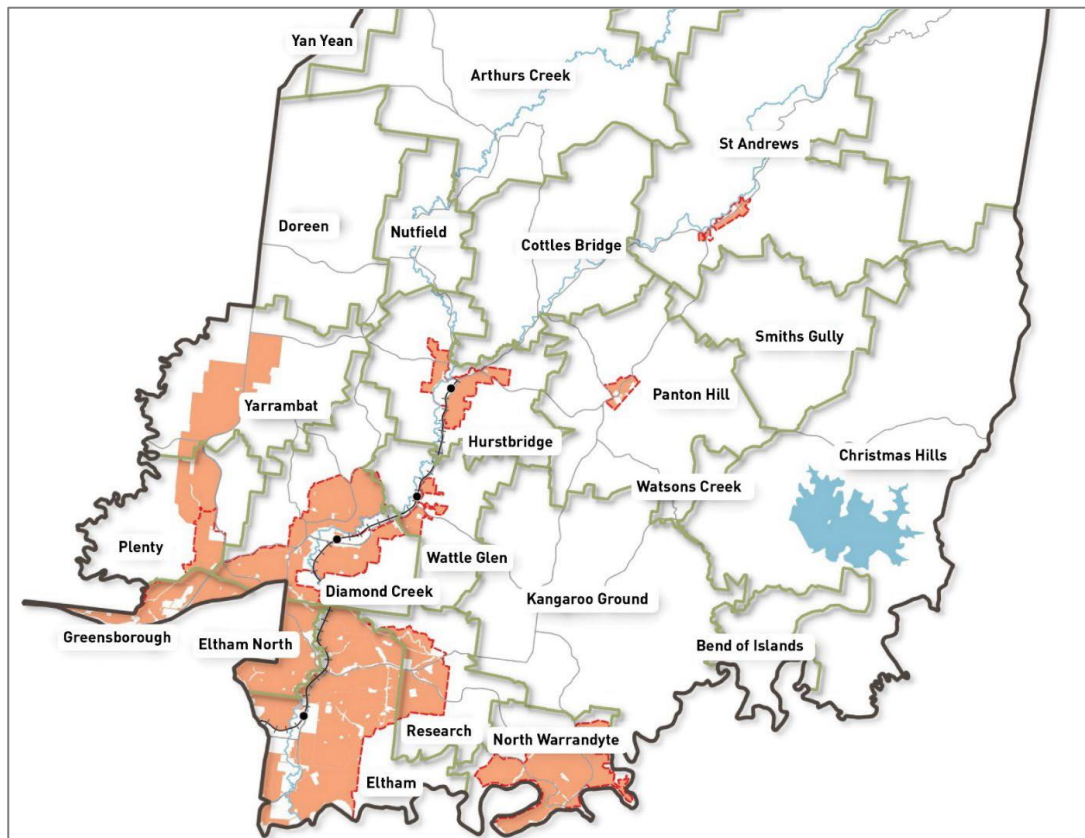 Yan Yean
Arthurs Creek
St Andrews
Doreen
Nutfield
Cottles Bridge
Smiths Gully
Yarrambat
Panton Hill
Hurstbridge
Christmas Hills
Watsons Creek
Plenty
Wattle Glen
Diamond Creek
Kangaroo Ground
Greensborough
Eltham North
Bend of Islands
Research
North Warrandyte
Eltham